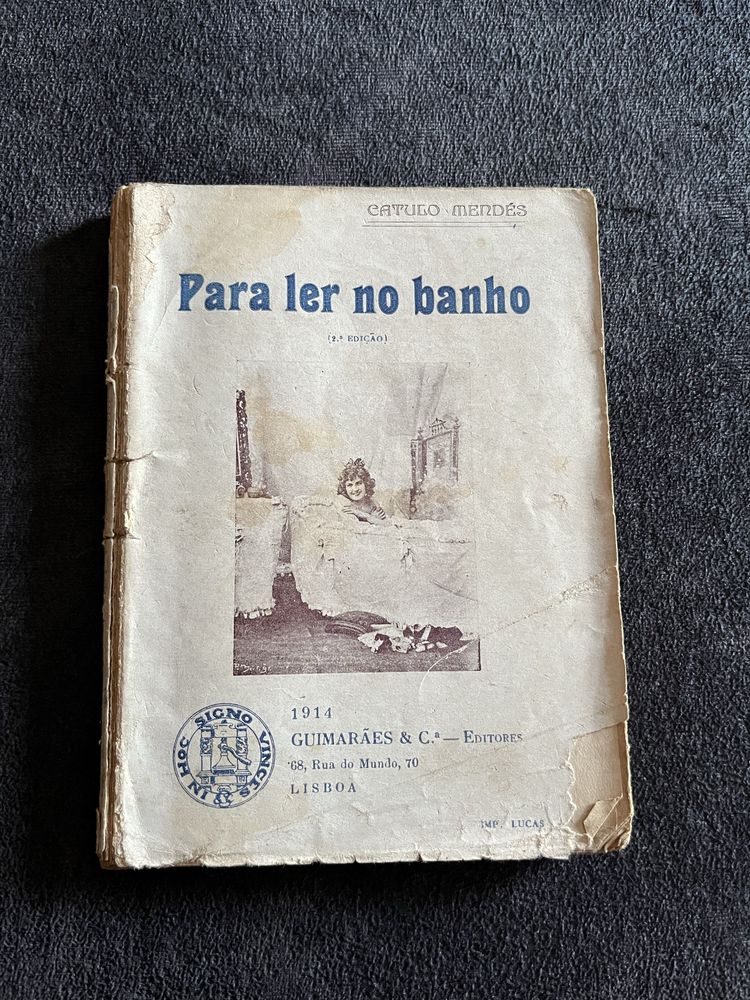 CATULO MENDÉS
Para ler no banho
(2.ª EDIÇÃO)
IN HOC SIGNO VINCES
1914
GUIMARÃES & C.ª — EDITORES
68, Rua do Mundo, 70
LISBOA
IMP. LUCAS